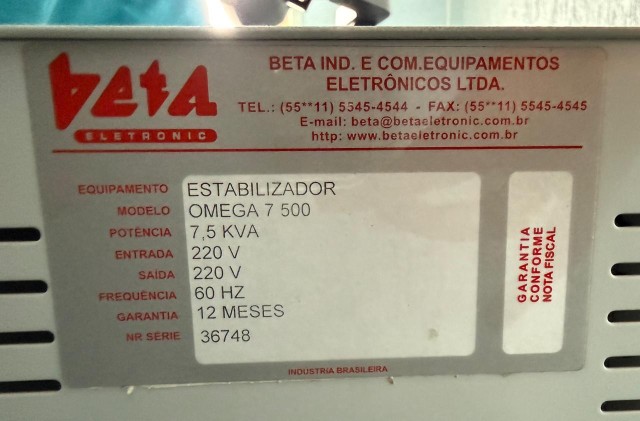 beta
ELETRONIC
BETA IND. E COM.EQUIPAMENTOS
ELETRÔNICOS LTDA.
TEL.: (55**11) 5545-4544 - FAX: (55**11) 5545-4545
E-mail: beta@betaeletronic.com.br
http: www.betaeletronic.com.br
EQUIPAMENTO ESTABILIZADOR
MODELO OMEGA 7 500
POTÊNCIA 7,5 KVA
ENTRADA 220 V
SAÍDA 220 V
FREQUÊNCIA 60 HZ
GARANTIA 12 MESES
NR SÉRIE 36748
GARANTIA
CONFORME
NOTA FISCAL
INDUSTRIA BRASILEIRA